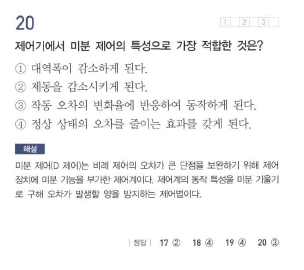 20
1 2 3
제어기에서 미분 제어의 특성으로 가장 적합한 것은?
① 대역폭이 감소하게 된다.
② 제동을 감소시키게 된다.
③ 작동 오차의 변화율에 반응하여 동작하게 된다.
④ 정상 상태의 오차를 줄이는 효과를 갖게 된다.
해설
미분 제어(D 제어)는 비례 제어의 오차가 큰 단점을 보완하기 위해 제어
장치에 미분 기능을 부가한 제어계이다. 제어계의 동작 특성을 미분 기울기
로 구해 오차가 발생할 양을 방지하는 제어법이다.
| 정답 | 17 ② 18 ④ 19 ④ 20 ③